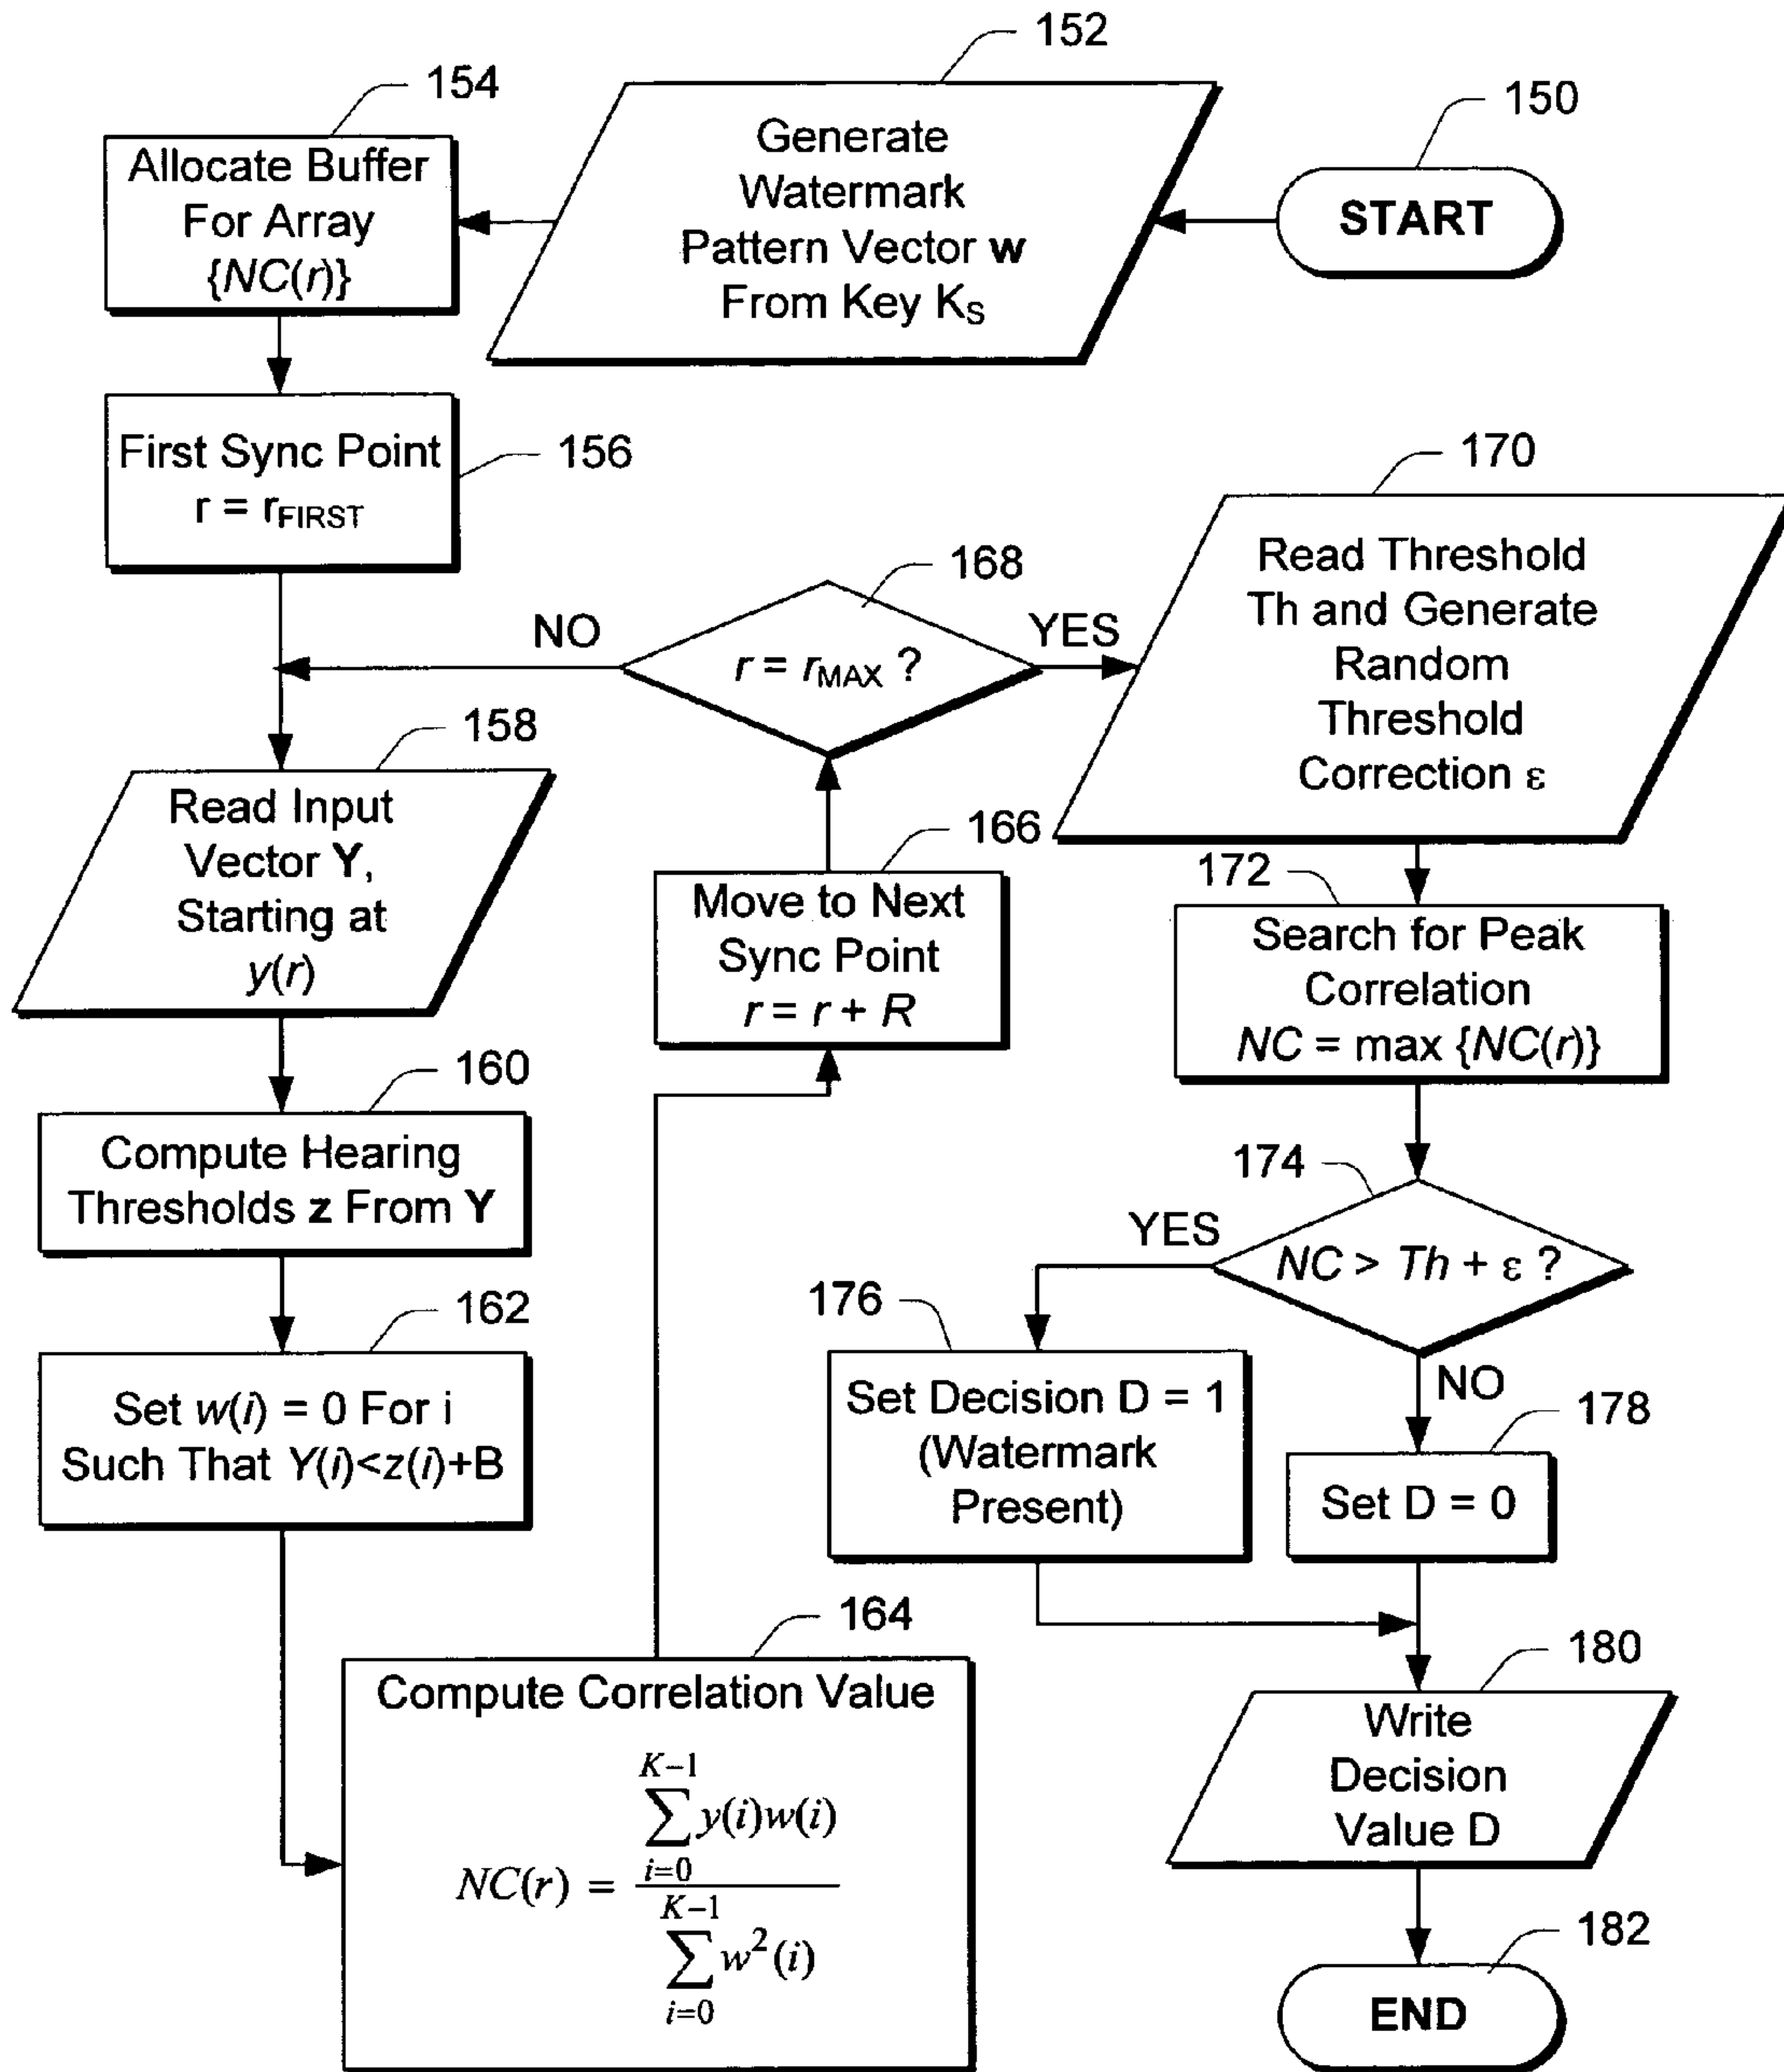 150
START
152
Generate
Watermark
Pattern Vector w
From Key KS
154
Allocate Buffer
For Array
{NC(r)}
156
First Sync Point
r = rFIRST
158
Read Input
Vector Y,
Starting at
y(r)
160
Compute Hearing
Thresholds z From Y
162
Set w(i) = 0 For i
Such That Y(i)<z(i)+B
164
Compute Correlation Value
K−1
∑ y(i)w(i)
i=0
NC(r) =
K−1
∑ w²(i)
i=0
166
Move to Next
Sync Point
r = r + R
168
r = rMAX ?
NO
YES
170
Read Threshold
Th and Generate
Random
Threshold
Correction ε
172
Search for Peak
Correlation
NC = max {NC(r)}
174
NC > Th + ε ?
YES
NO
176
Set Decision D = 1
(Watermark
Present)
178
Set D = 0
180
Write
Decision
Value D
182
END